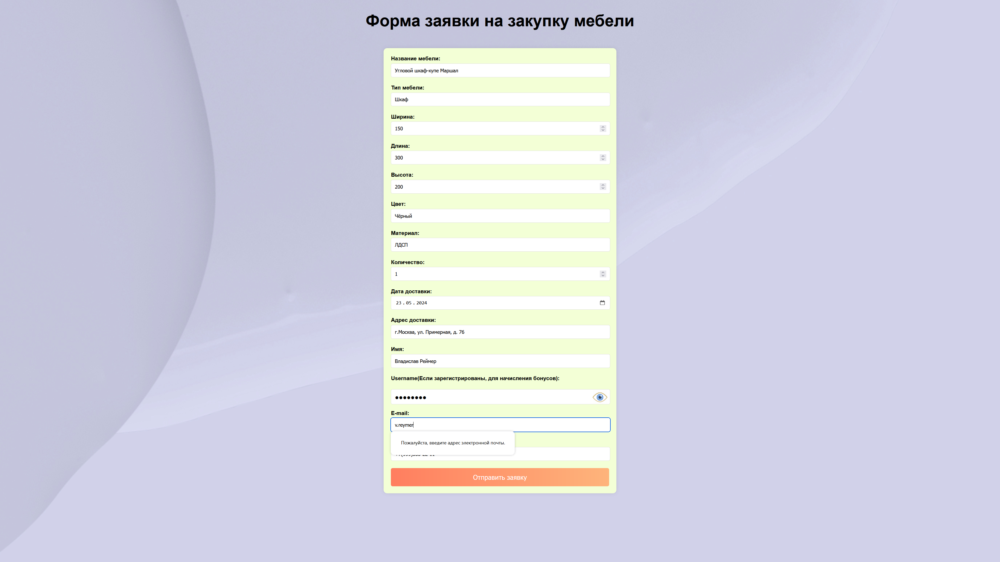 Форма заявки на закупку мебели
Название мебели:
Угловой шкаф-купе Маршал
Тип мебели:
Шкаф
Ширина:
150
Длина:
300
Высота:
200
Цвет:
Чёрный
Материал:
ЛДСП
Количество:
1
Дата доставки:
23 . 05 . 2024
Адрес доставки:
г.Москва, ул. Примерная, д. 76
Имя:
Владислав Реймер
Username(Если зарегистрированы, для начисления бонусов):
●●●●●●●●
E-mail:
v.reymer
Пожалуйста, введите адрес электронной почты.
Отправить заявку